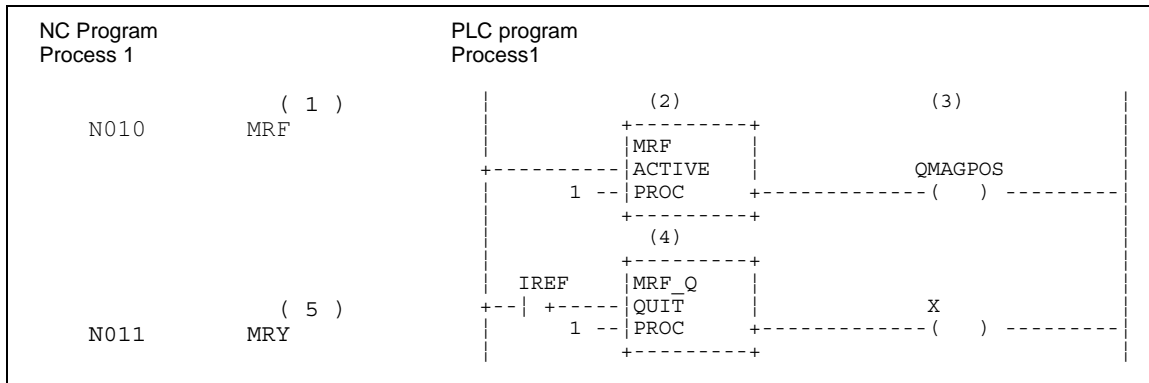 NC Program PLC program
Process 1 Process1
( 1 ) (2) (3)
N010 MRF
MRF
ACTIVE QMAGPOS
1 --PROC ( )
(4)
IREF MRF_Q
( 5 ) QUIT X
N011 MRY 1 --PROC ( )